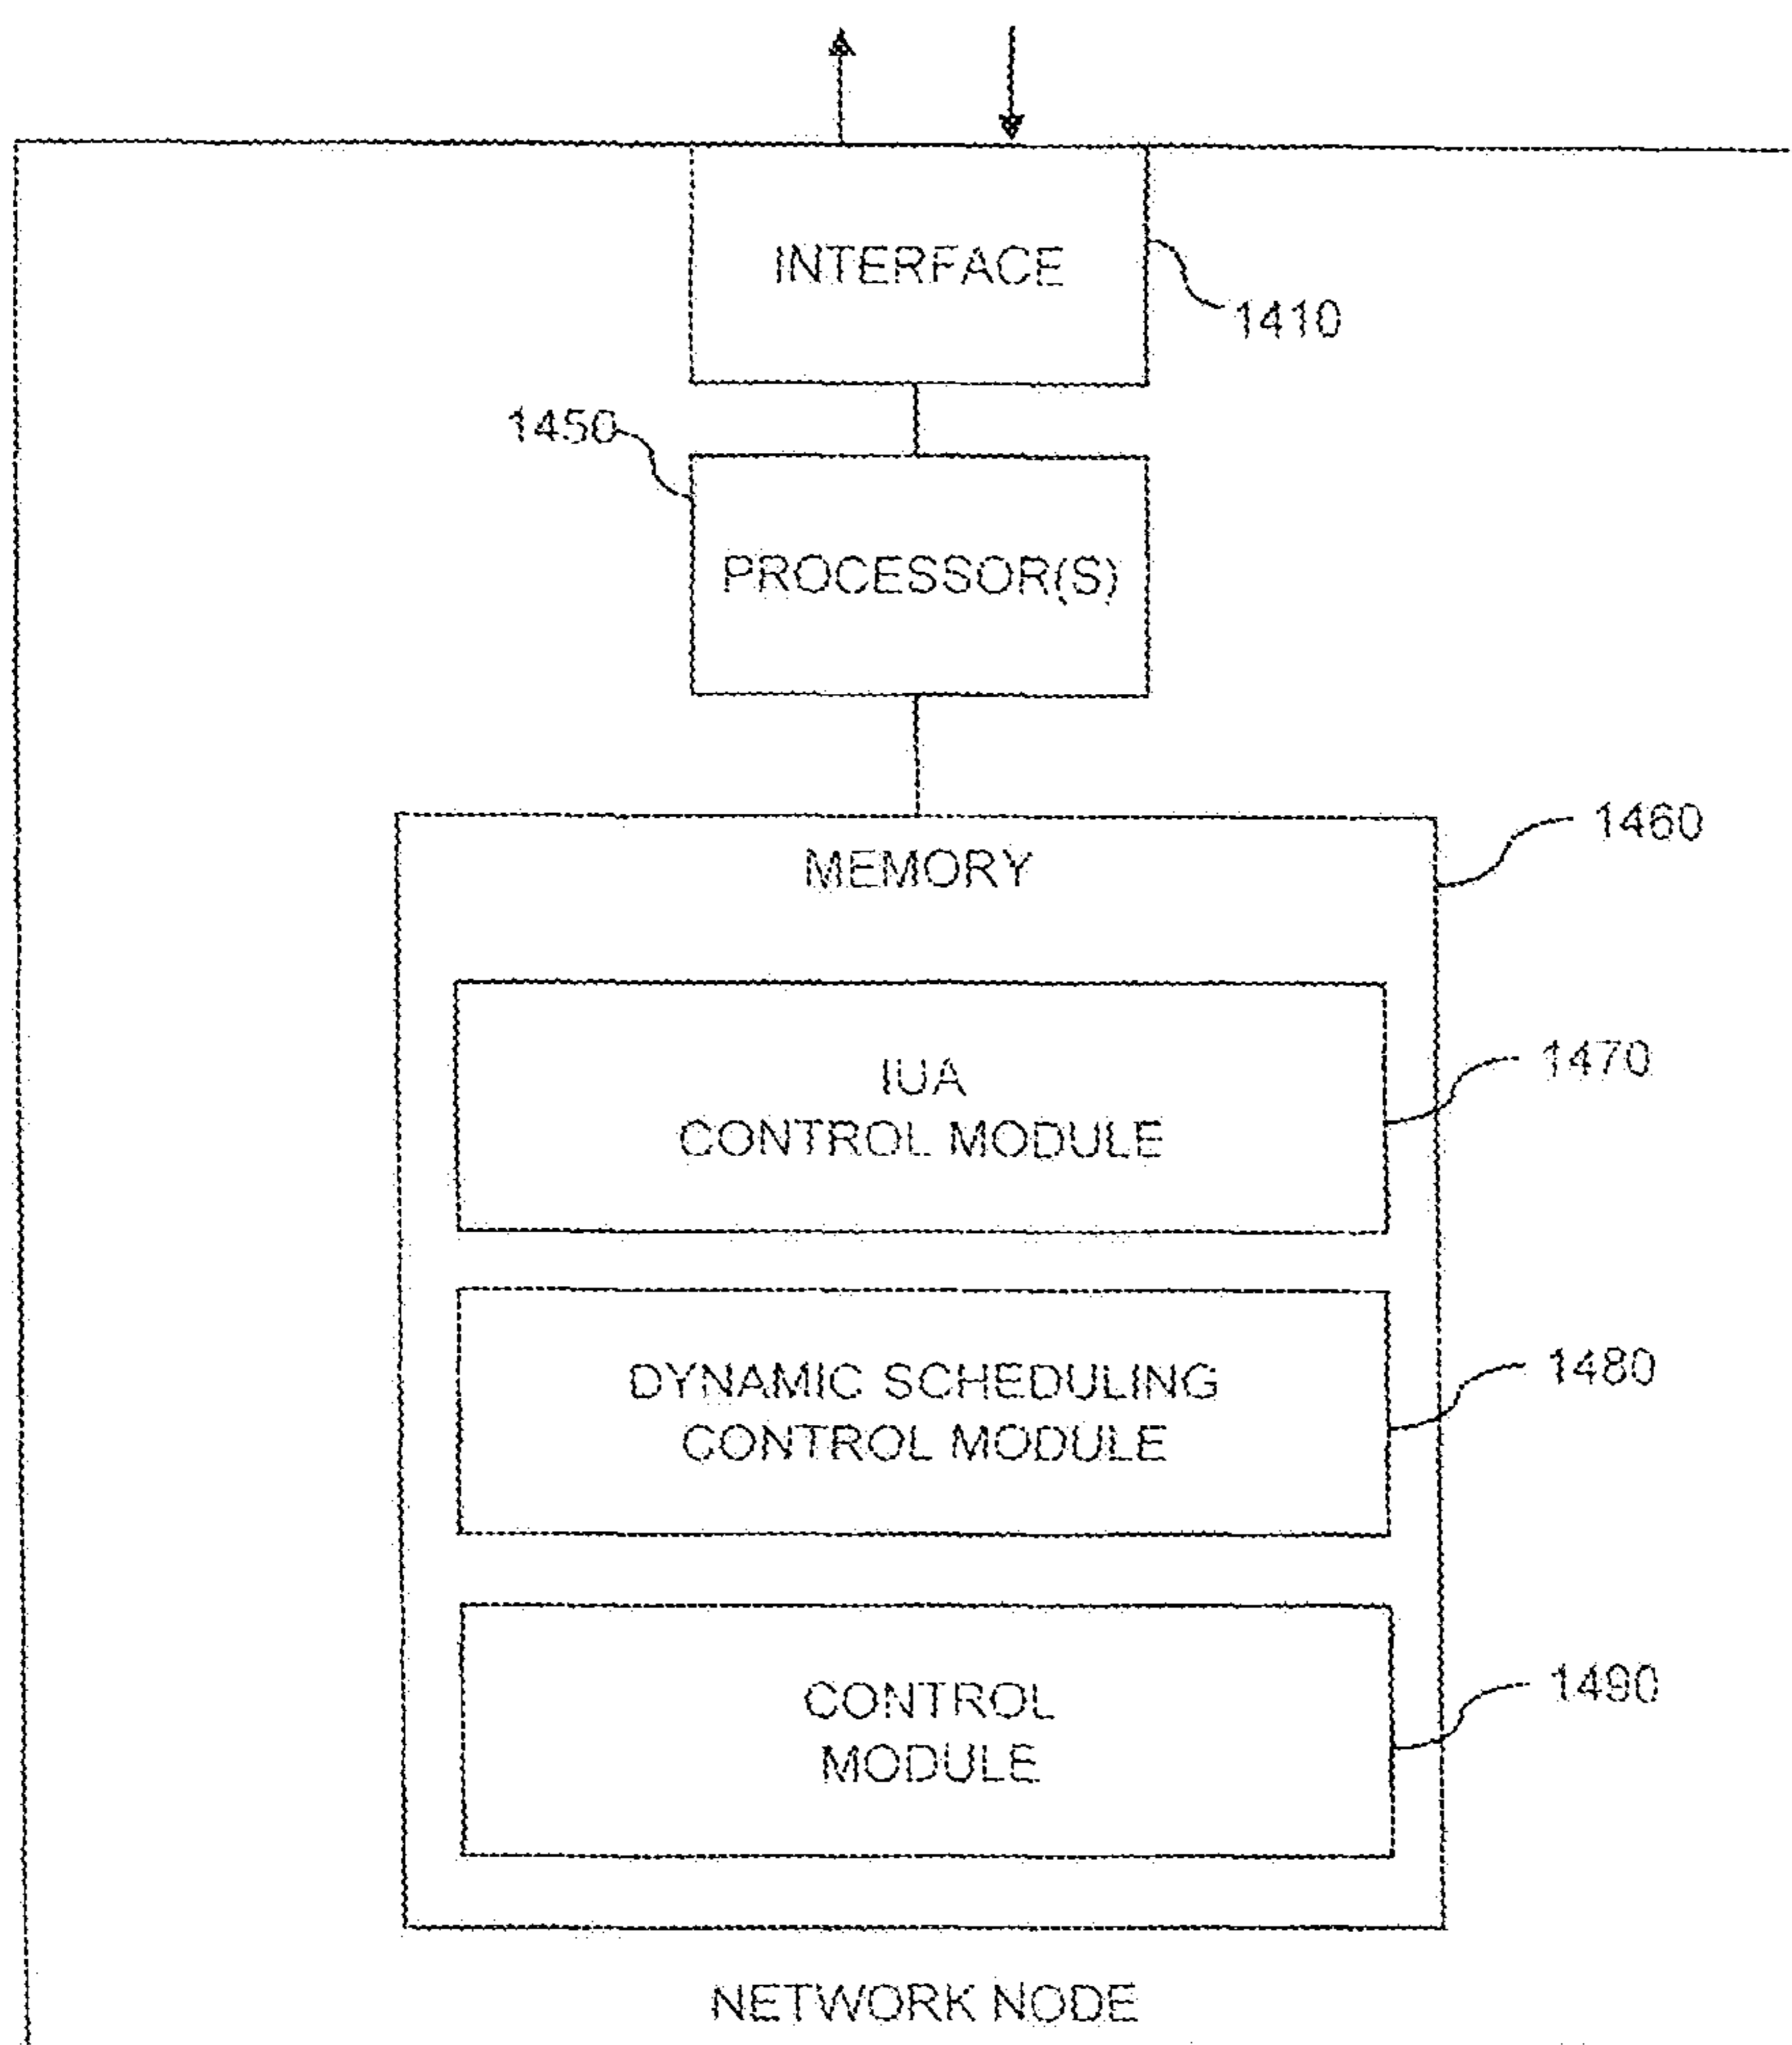 INTERFACE
1410
1450
PROCESSOR(S)
1460
MEMORY
IUA
CONTROL MODULE
1470
DYNAMIC SCHEDULING
CONTROL MODULE
1480
CONTROL
MODULE
1490
NETWORK NODE